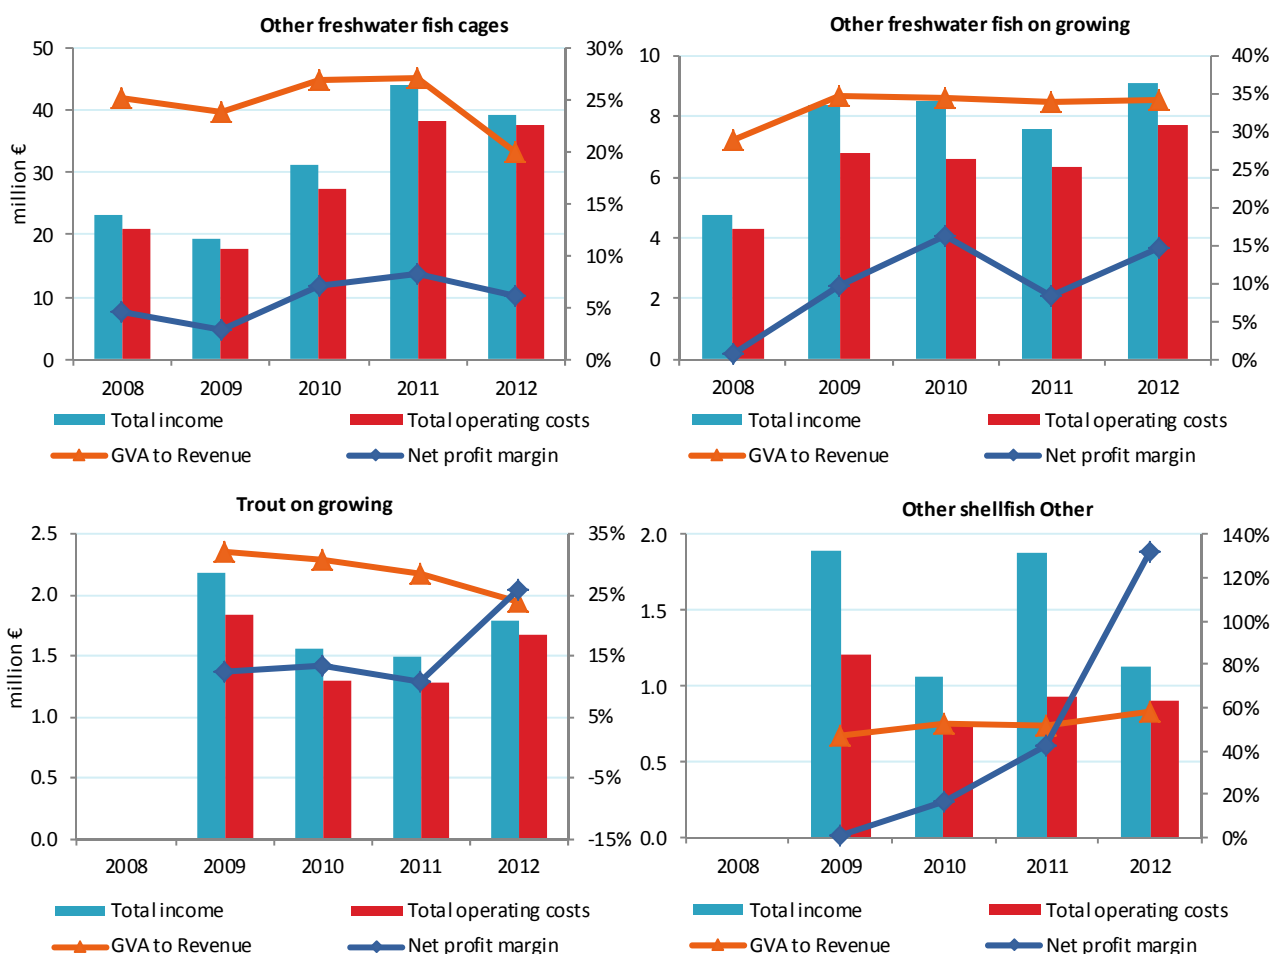 Other freshwater fish cages
50
40
30
20
10
0
million €
30%
25%
20%
15%
10%
5%
0%
2008 2009 2010 2011 2012
Total income Total operating costs
GVA to Revenue Net profit margin
Other freshwater fish on growing
10
8
6
4
2
0
40%
35%
30%
25%
20%
15%
10%
5%
0%
2008 2009 2010 2011 2012
Total income Total operating costs
GVA to Revenue Net profit margin
Trout on growing
2.5
2.0
1.5
1.0
0.5
0.0
million €
35%
25%
15%
5%
-5%
-15%
2008 2009 2010 2011 2012
Total income Total operating costs
GVA to Revenue Net profit margin
Other shellfish Other
2.0
1.5
1.0
0.5
0.0
140%
120%
100%
80%
60%
40%
20%
0%
2008 2009 2010 2011 2012
Total income Total operating costs
GVA to Revenue Net profit margin